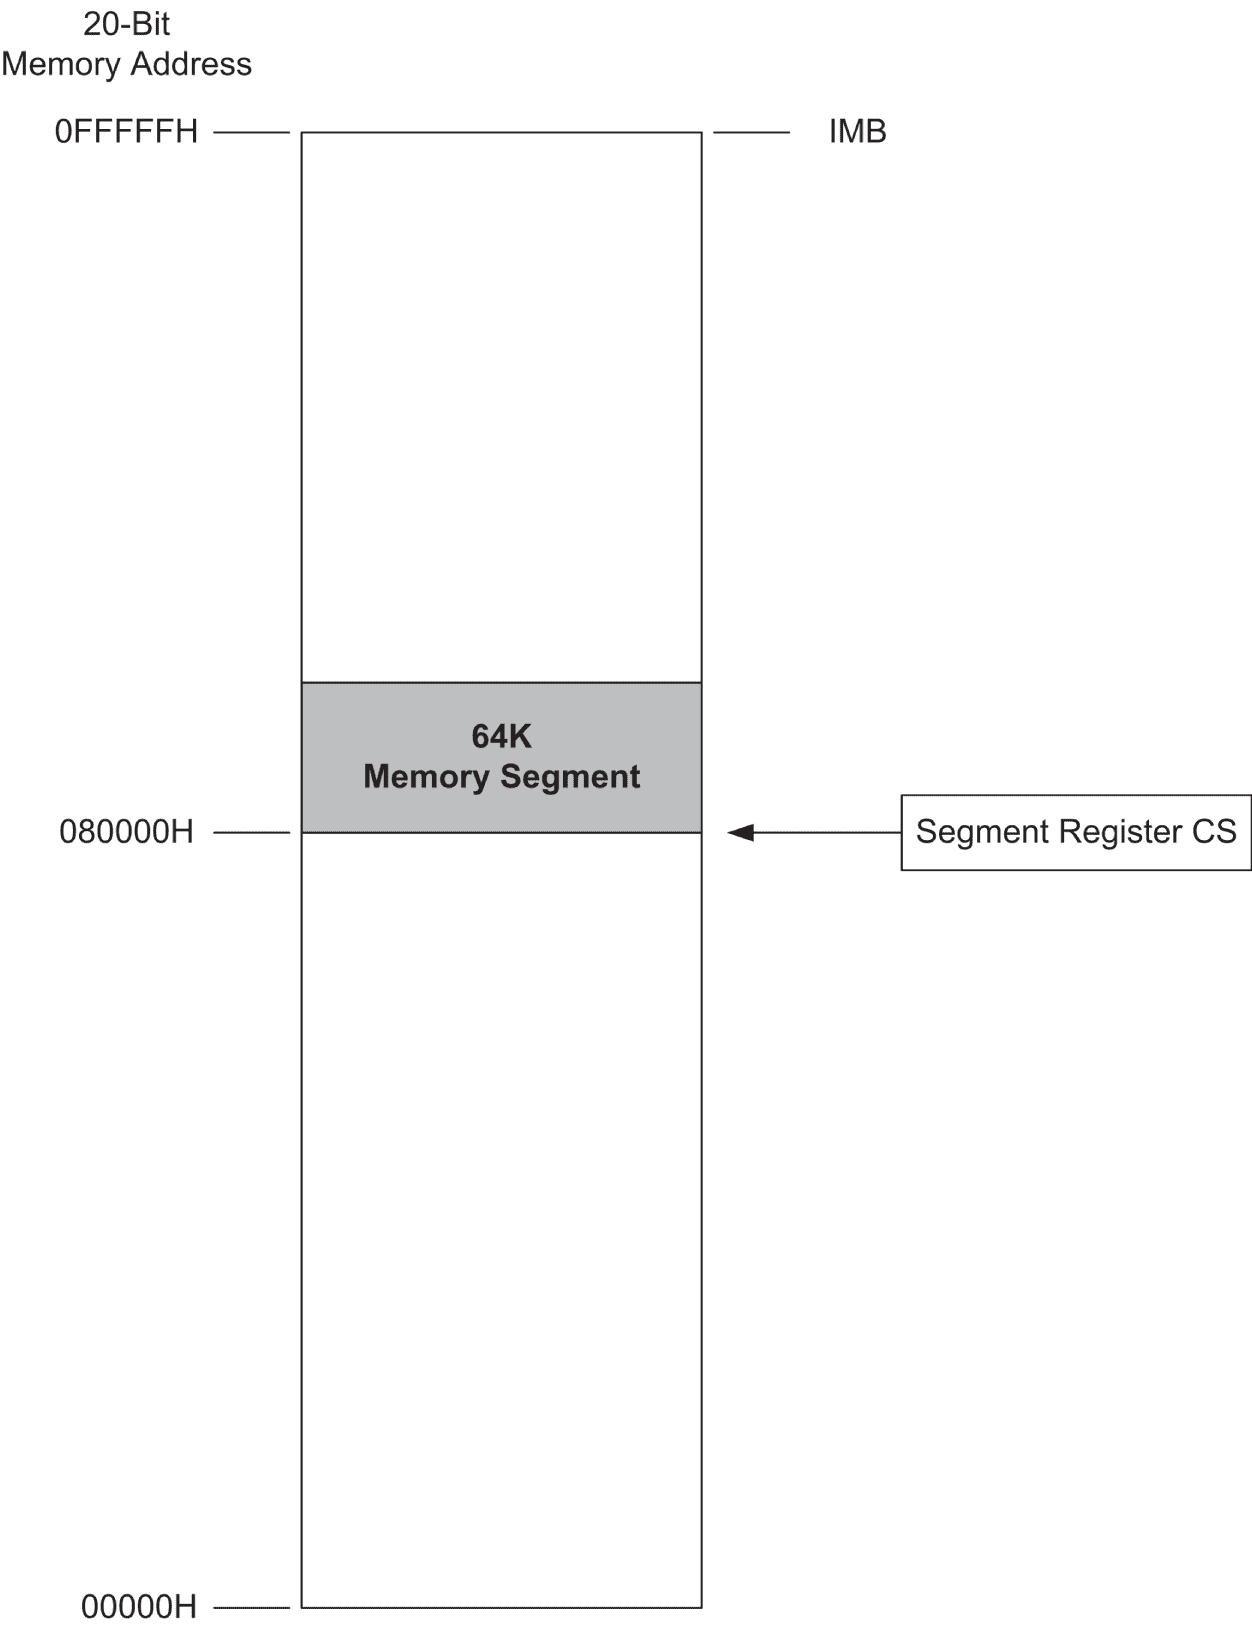 20-Bit
Memory Address
0FFFFFH
IMB
64K
Memory Segment
080000H
Segment Register CS
00000H